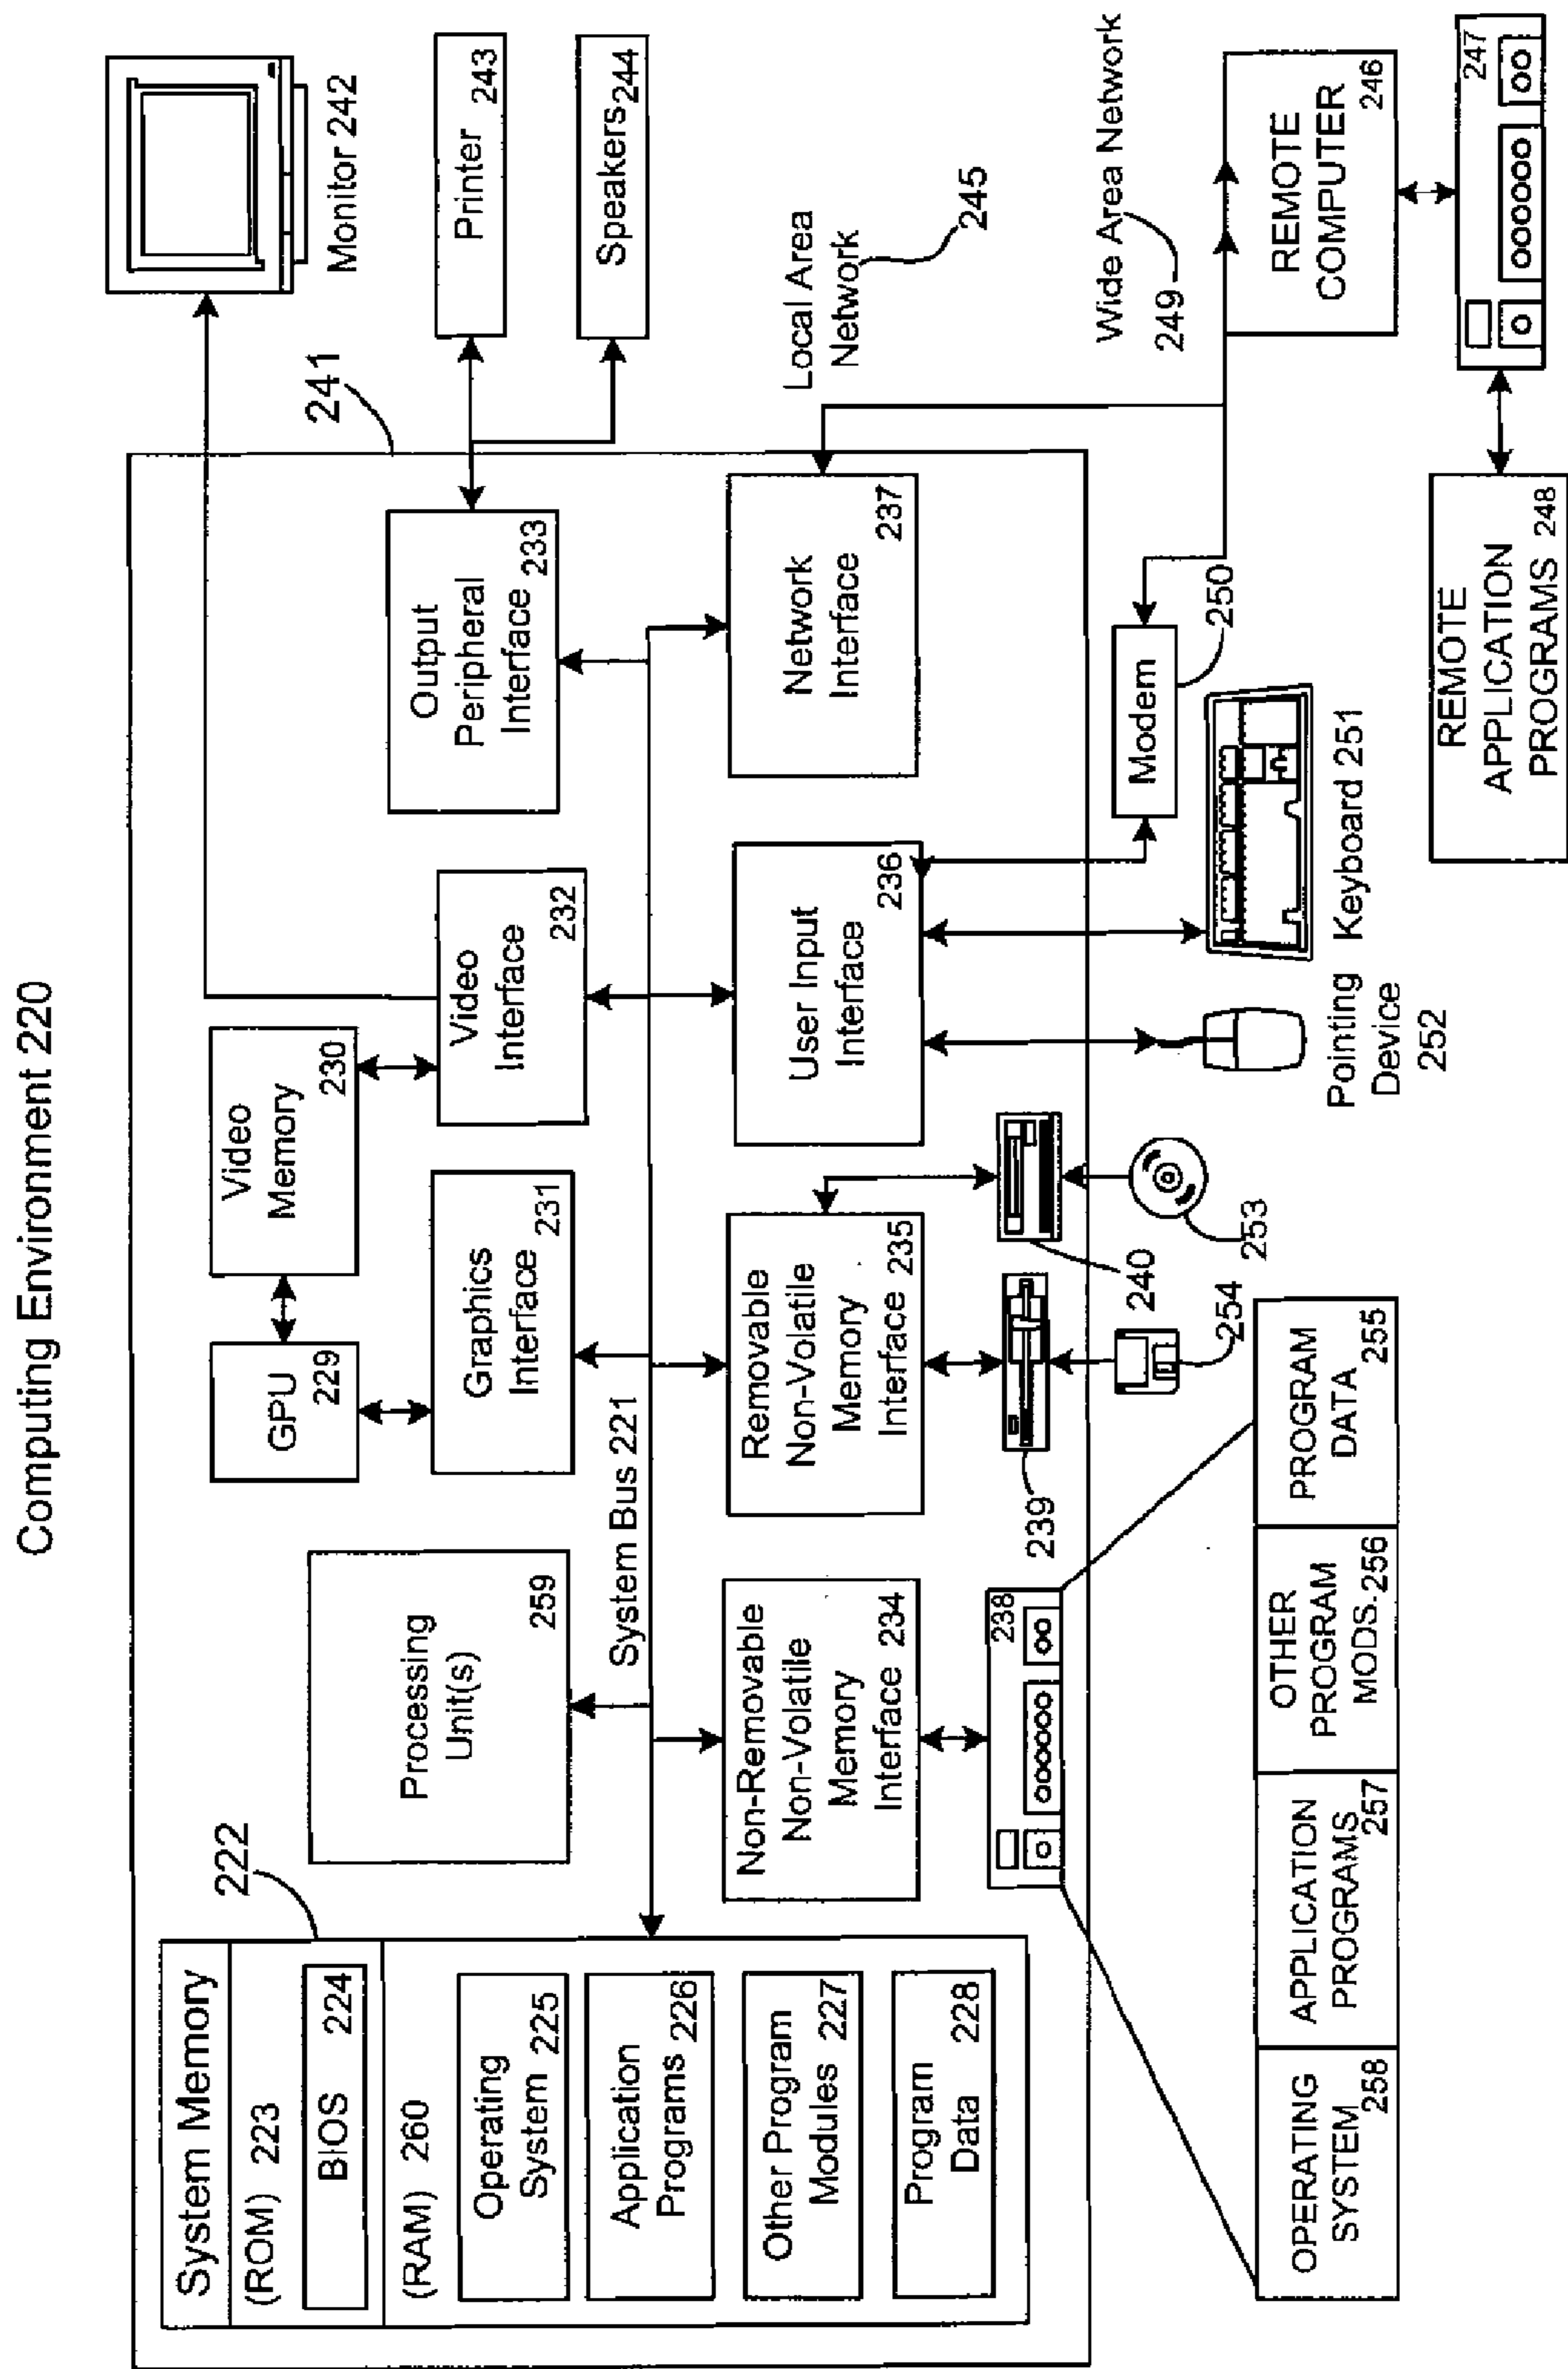 Computing Environment 220
222
System Memory
(ROM) 223
BIOS 224
(RAM) 260
Operating
System 225
Application
Programs 226
Other Program
Modules 227
Program
Data 228
Processing
Unit(s)
259
System Bus 221
GPU
229
Video
Memory
230
Graphics
Interface
231
Video
Interface
232
Output
Peripheral
Interface 233
241
Monitor 242
Printer
243
Speakers
244
Non-Removable
Non-Volatile
Memory
Interface 234
Removable
Non-Volatile
Memory
Interface 235
User Input
Interface
236
Network
Interface
237
Local Area
Network
245
238
239
240
254
253
Modem
250
Wide Area Network
249
Pointing
Device
252
Keyboard 251
REMOTE
COMPUTER
246
247
REMOTE
APPLICATION
PROGRAMS 248
OPERATING
SYSTEM
258
APPLICATION
PROGRAMS
257
OTHER
PROGRAM
MODS. 256
PROGRAM
DATA
255